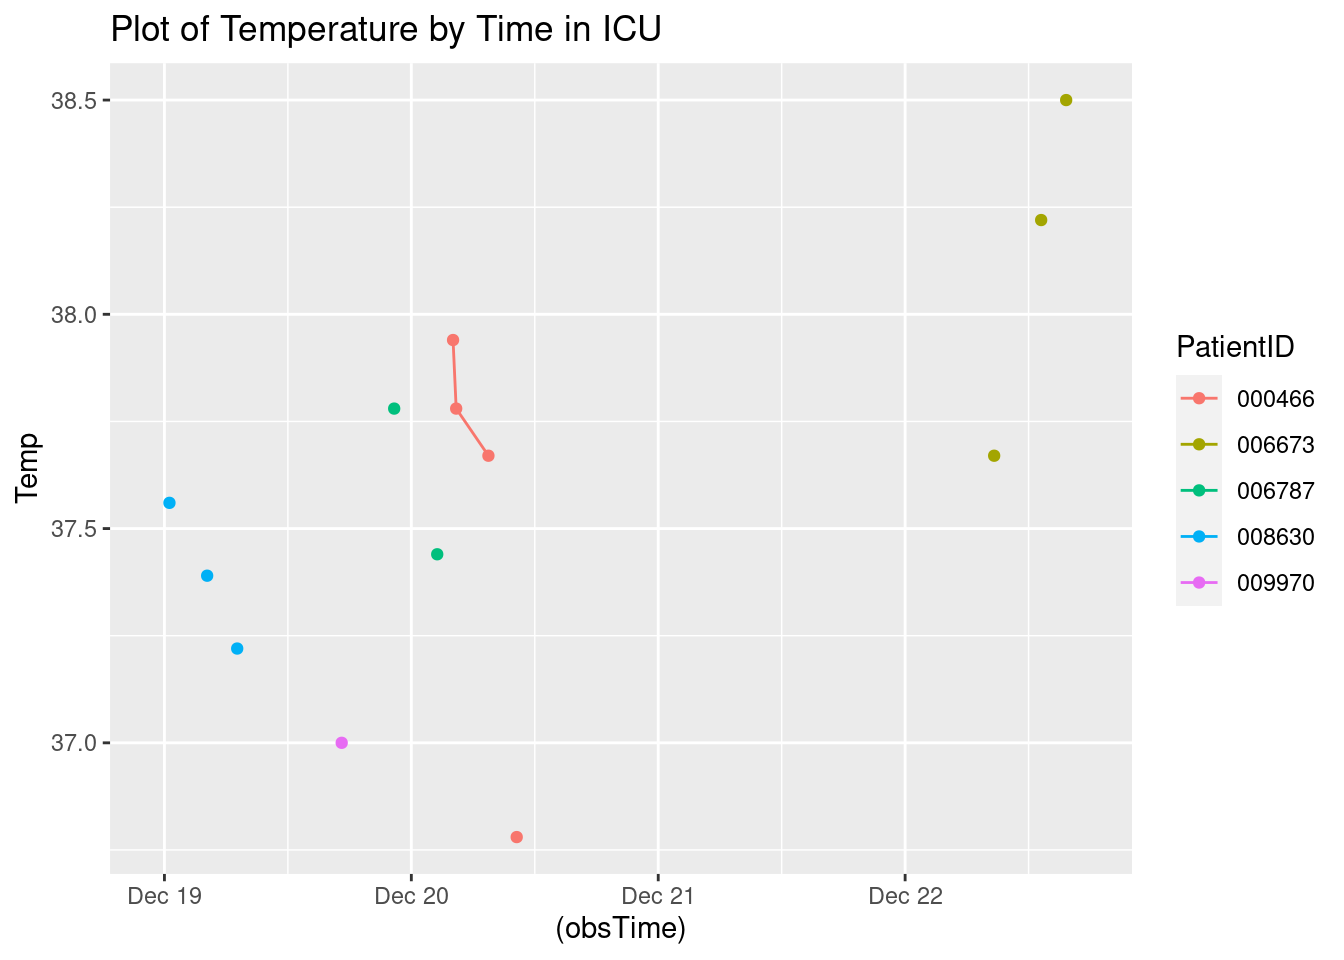 Plot of Temperature by Time in ICU
38.5
38.0
37.5
37.0
Temp
Dec 19 Dec 20 Dec 21 Dec 22
(obsTime)
PatientID
000466
006673
006787
008630
009970